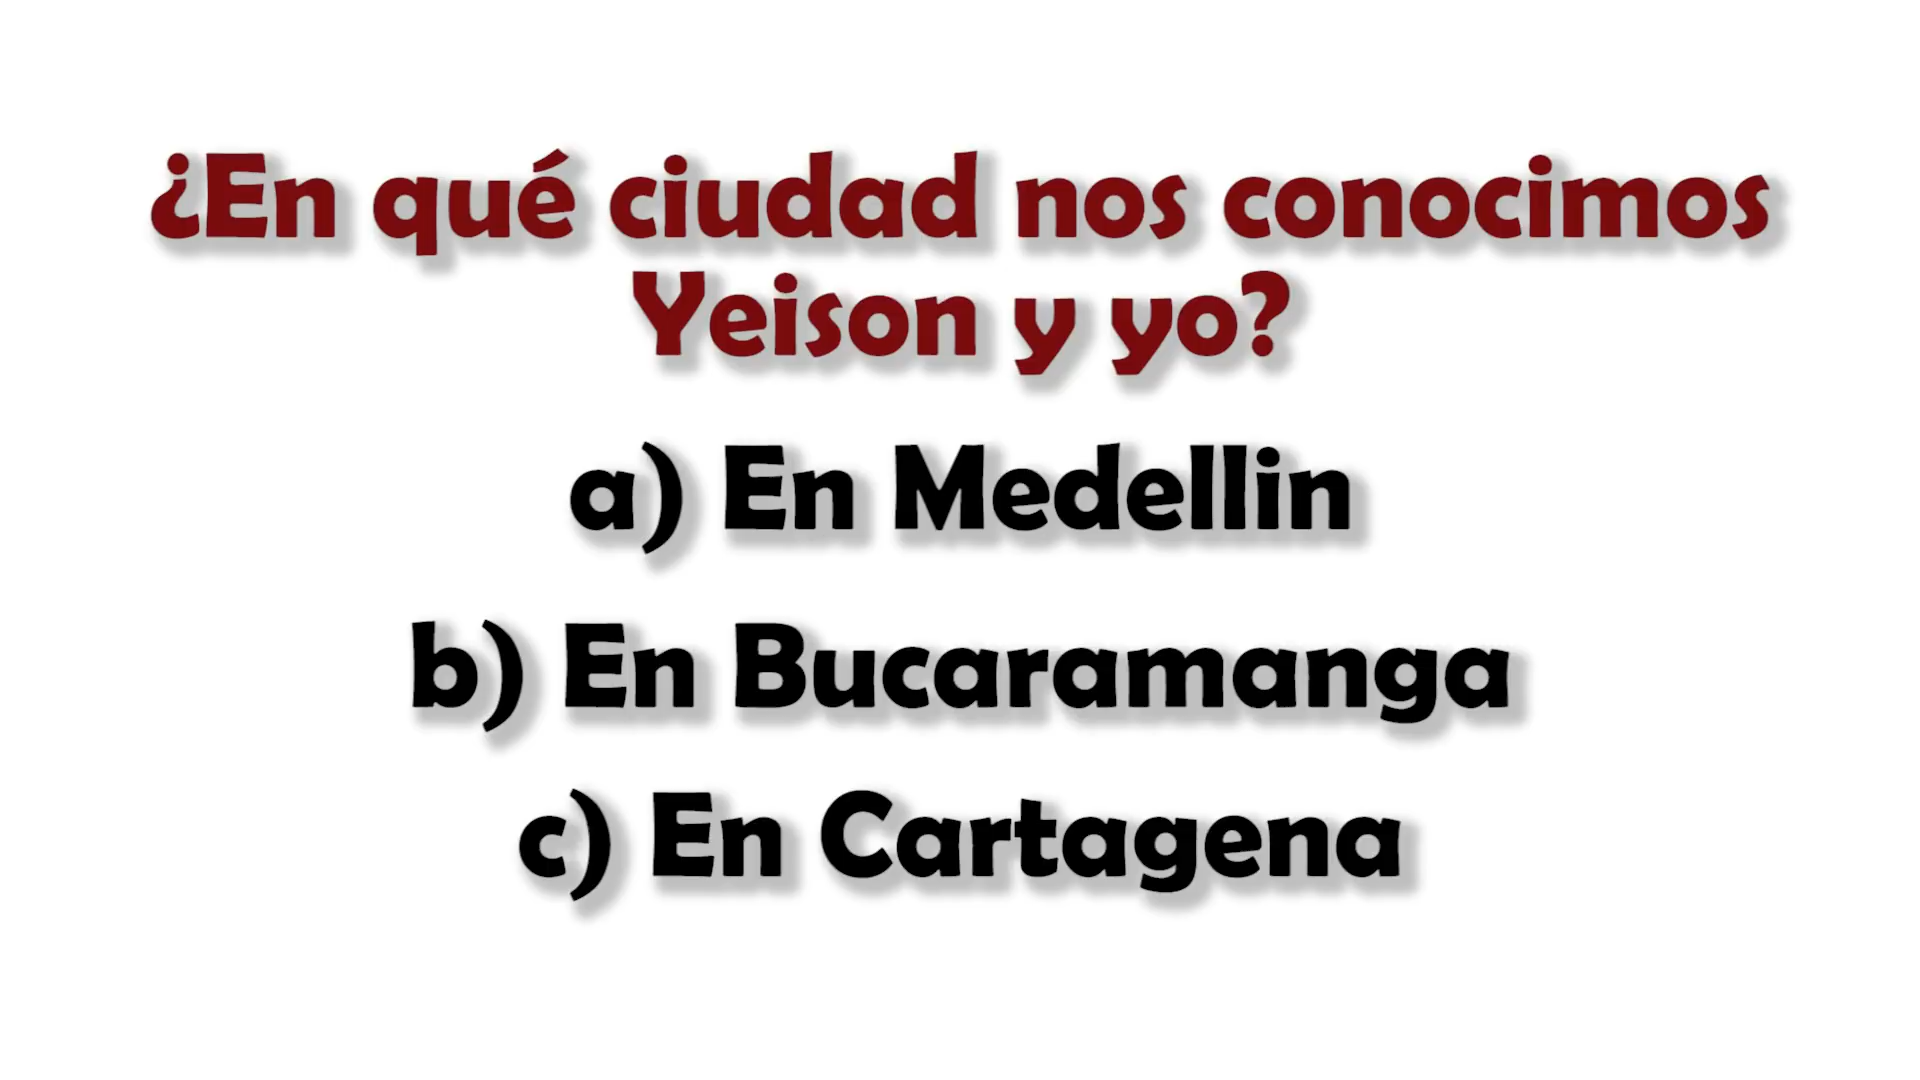 ¿En qué ciudad nos conocimos
Yeison y yo?
a) En Medellin
b) En Bucaramanga
c) En Cartagena